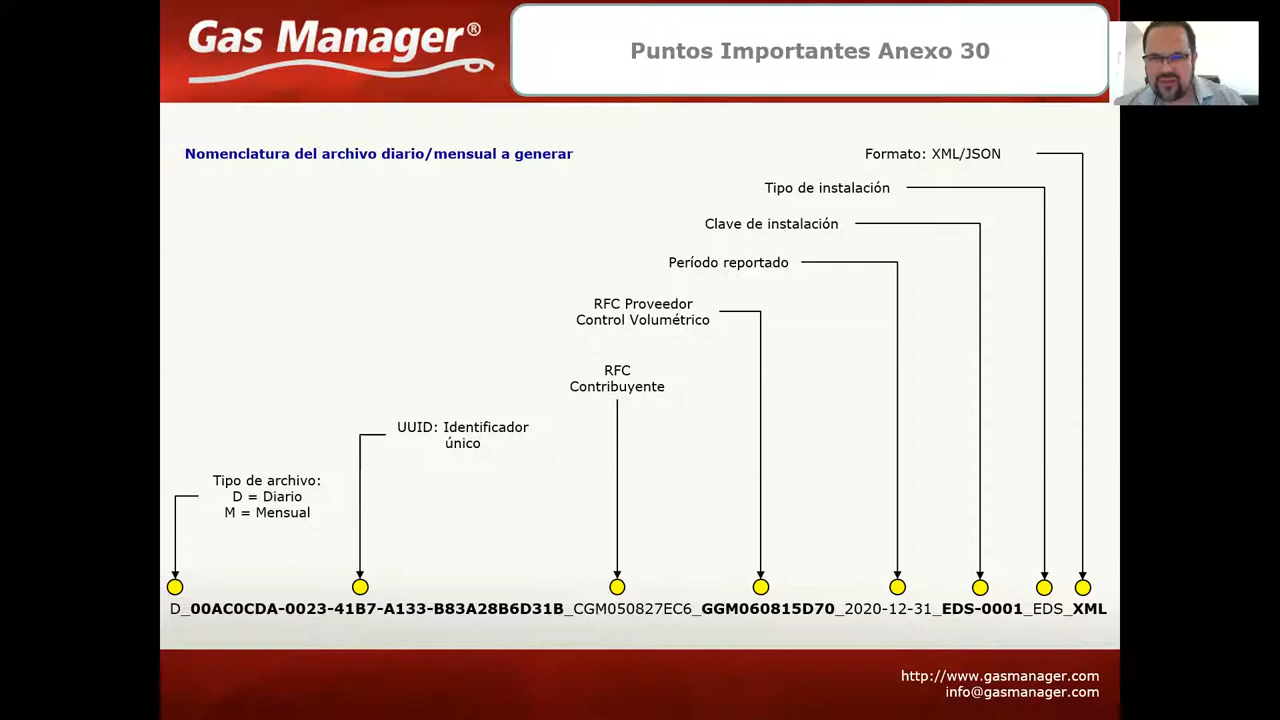 Gas Manager®
Puntos Importantes Anexo 30
Nomenclatura del archivo diario/mensual a generar
Formato: XML/JSON
Tipo de instalación
Clave de instalación
Período reportado
RFC Proveedor
Control Volumétrico
RFC
Contribuyente
UUID: Identificador
único
Tipo de archivo:
D = Diario
M = Mensual
D_00AC0CDA-0023-41B7-A133-B83A28B6D31B_CGM050827EC6_GGM060815D70_2020-12-31_EDS-0001_EDS_XML
http://www.gasmanager.com
info@gasmanager.com